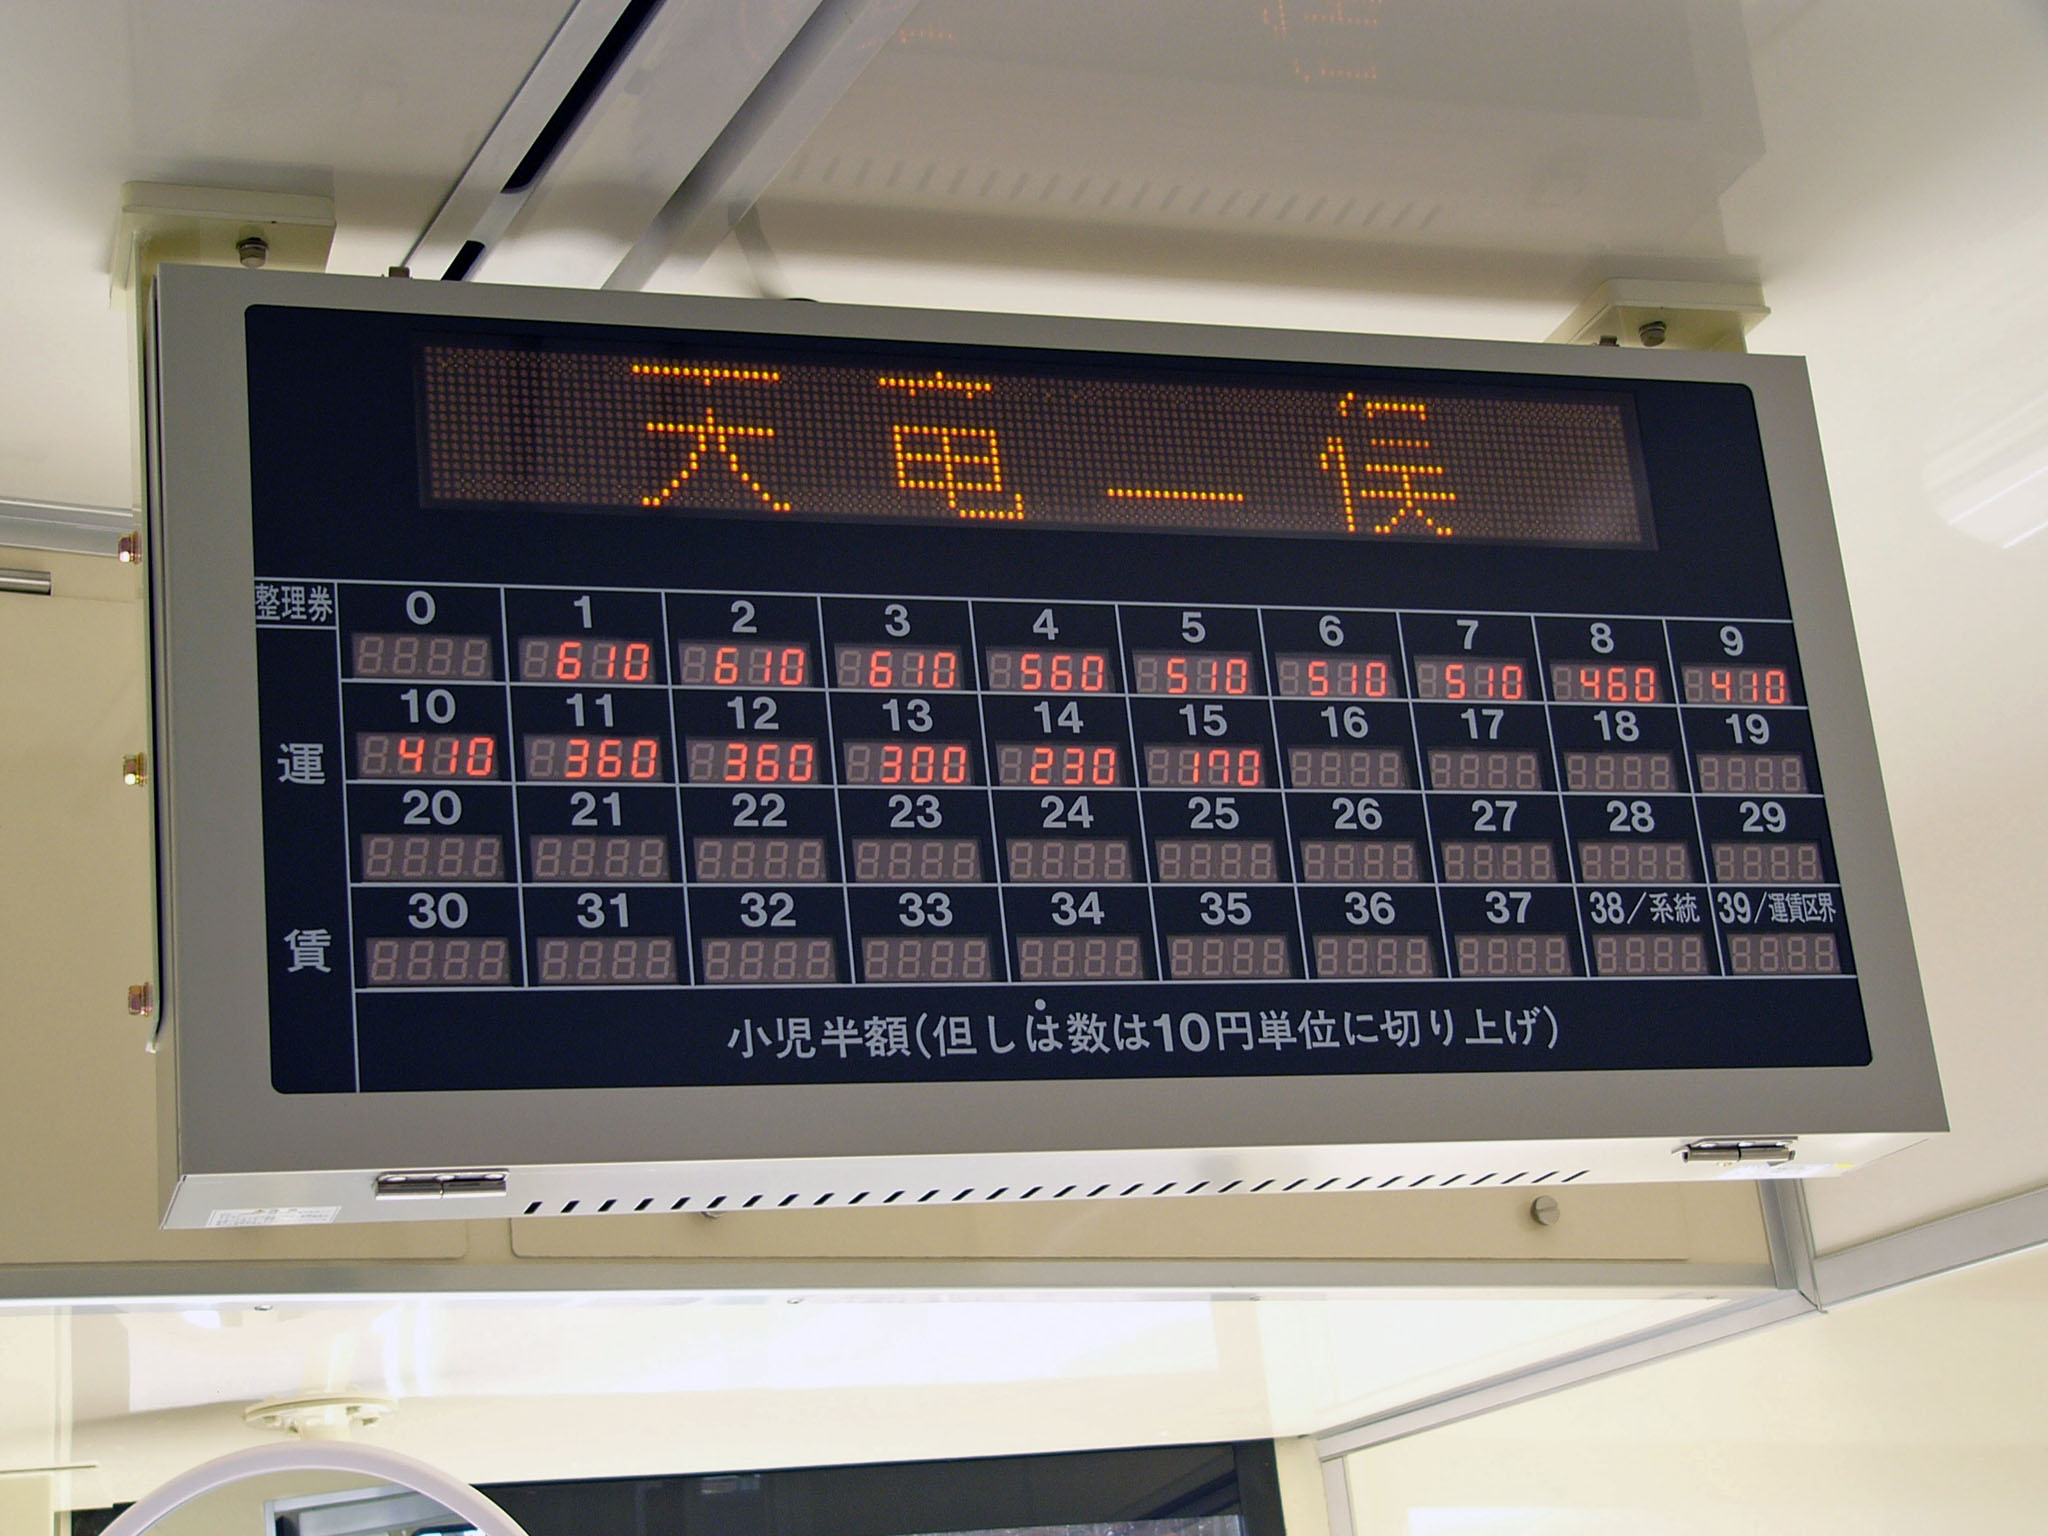 天竜二俣
整理券 0 1 2 3 4 5 6 7 8 9
610 610 610 560 510 510 510 460 410
10 11 12 13 14 15 16 17 18 19
410 360 360 300 230 170
20 21 22 23 24 25 26 27 28 29
30 31 32 33 34 35 36 37 38/系統 39/運賃区界
運賃
小児半額(但しは数は10円単位に切り上げ)